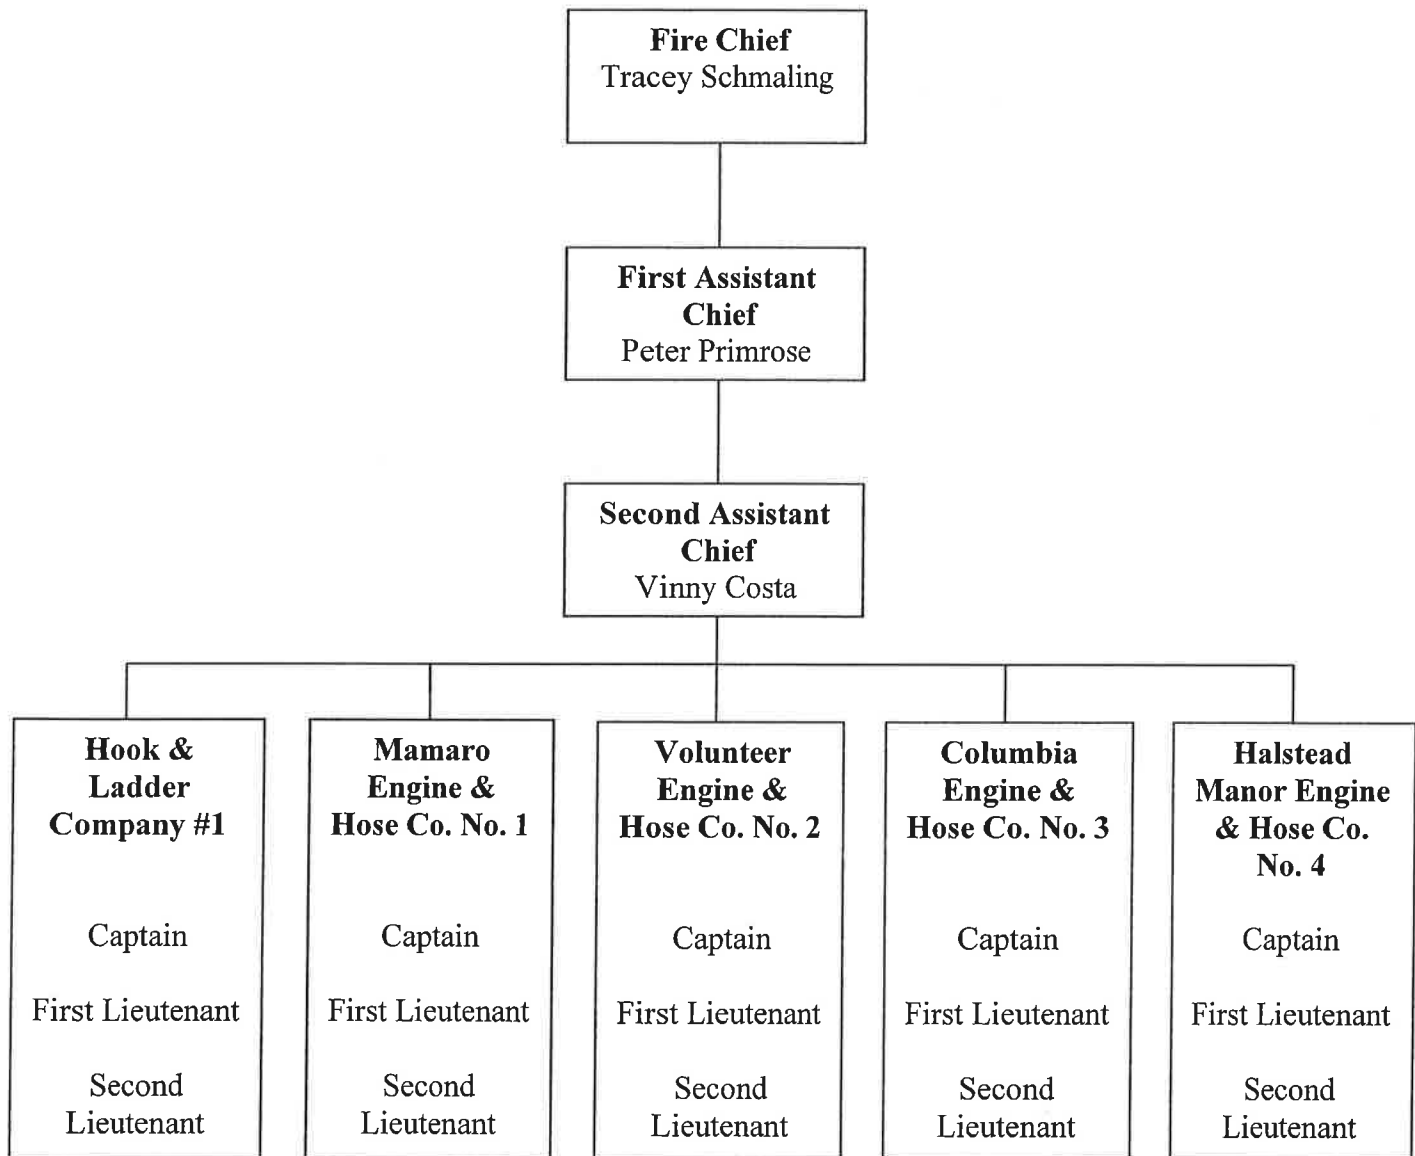 Fire Chief
Tracey Schmaling
First Assistant
Chief
Peter Primrose
Second Assistant
Chief
Vinny Costa
Hook &
Ladder
Company #1
Captain
First Lieutenant
Second
Lieutenant
Mamaro
Engine &
Hose Co. No. 1
Captain
First Lieutenant
Second
Lieutenant
Volunteer
Engine &
Hose Co. No. 2
Captain
First Lieutenant
Second
Lieutenant
Columbia
Engine &
Hose Co. No. 3
Captain
First Lieutenant
Second
Lieutenant
Halstead
Manor Engine
& Hose Co.
No. 4
Captain
First Lieutenant
Second
Lieutenant